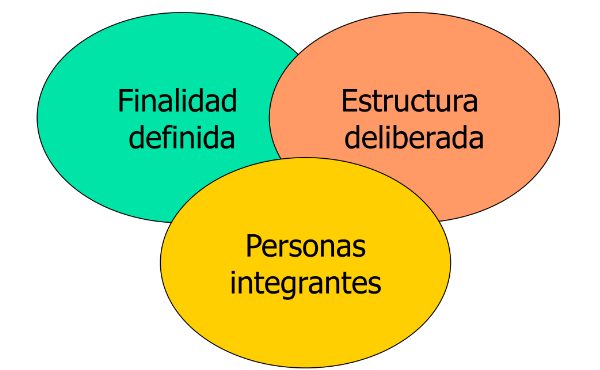 Finalidad
definida
Estructura
deliberada
Personas
integrantes